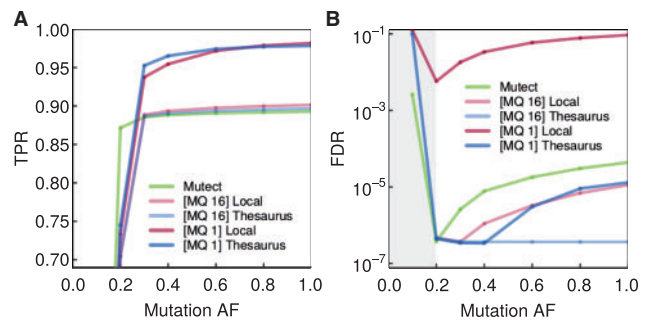 A
TPR
1.00
0.95
0.90
0.85
0.80
0.75
0.70
Mutect
[MQ 16] Local
[MQ 16] Thesaurus
[MQ 1] Local
[MQ 1] Thesaurus
0.0 0.2 0.4 0.6 0.8 1.0
Mutation AF
B
FDR
10⁻¹
10⁻³
10⁻⁵
10⁻⁷
Mutect
[MQ 16] Local
[MQ 16] Thesaurus
[MQ 1] Local
[MQ 1] Thesaurus
0.0 0.2 0.4 0.6 0.8 1.0
Mutation AF